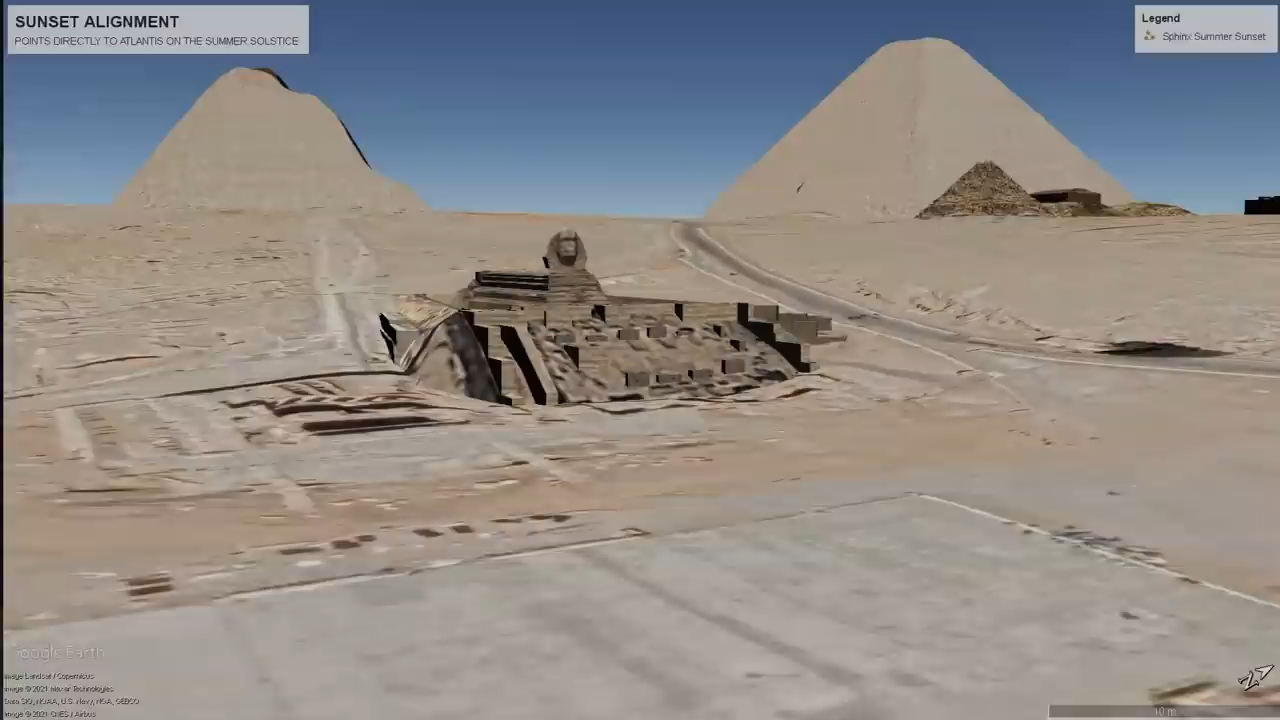 SUNSET ALIGNMENT
POINTS DIRECTLY TO ATLANTIS ON THE SUMMER SOLSTICE
Legend
Sphinx Summer Sunset
Google Earth
Image Landsat / Copernicus
Image © 2021 Maxar Technologies
Data SIO, NOAA, U.S. Navy, NGA, GEBCO
Image © 2021 CNES / Airbus
10 m